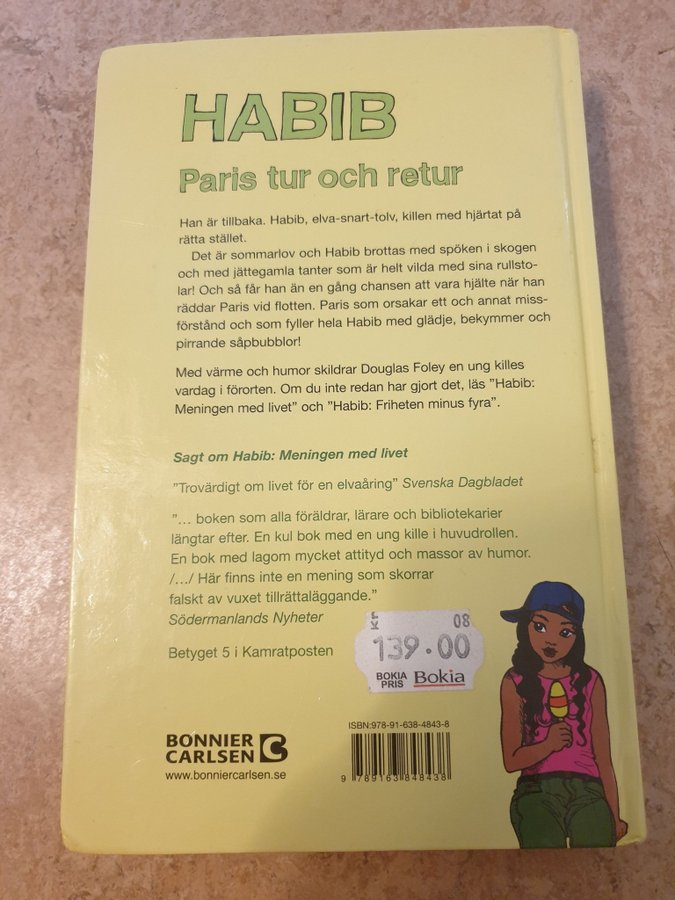 HABIB
Paris tur och retur
Han är tillbaka. Habib, elva-snart-tolv, killen med hjärtat på
rätta stället.
Det är sommarlov och Habib brottas med spöken i skogen
och med jättegamla tanter som är helt vilda med sina rullsto-
lar! Och så får han än en gång chansen att vara hjälte när han
räddar Paris vid flotten. Paris som orsakar ett och annat miss-
förstånd och som fyller hela Habib med glädje, bekymmer och
pirrande såpbubblor!
Med värme och humor skildrar Douglas Foley en ung killes
vardag i förorten. Om du inte redan har gjort det, läs ”Habib:
Meningen med livet” och ”Habib: Friheten minus fyra”.
Sagt om Habib: Meningen med livet
”Trovärdigt om livet för en elvaåring” Svenska Dagbladet
”... boken som alla föräldrar, lärare och bibliotekarier
längtar efter. En kul bok med en ung kille i huvudrollen.
En bok med lagom mycket attityd och massor av humor.
/.../ Här finns inte en mening som skorrar
falskt av vuxet tillrättaläggande.”
Södermanlands Nyheter
Betyget 5 i Kamratposten
Kr 08
139.00
BOKIA PRIS Bokia
ISBN:978-91-638-4843-8
9 789163 848438
BONNIER
CARLSEN
www.bonniercarlsen.se